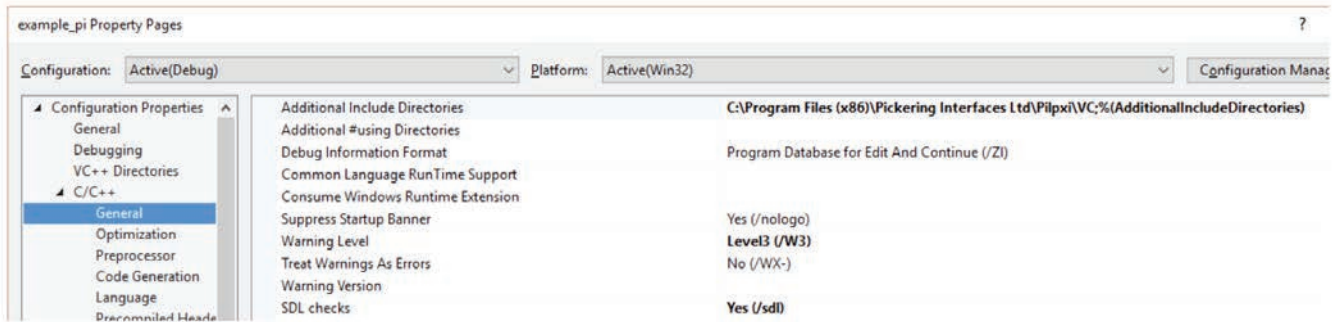 example_pi Property Pages ?
Configuration: Active(Debug) Platform: Active(Win32) Configuration Manag
Configuration Properties
General
Debugging
VC++ Directories
C/C++
General
Optimization
Preprocessor
Code Generation
Language
Precompiled Heade
Additional Include Directories C:\Program Files (x86)\Pickering Interfaces Ltd\Pilpxi\VC;%(AdditionalIncludeDirectories)
Additional #using Directories
Debug Information Format Program Database for Edit And Continue (/ZI)
Common Language RunTime Support
Consume Windows Runtime Extension
Suppress Startup Banner Yes (/nologo)
Warning Level Level3 (/W3)
Treat Warnings As Errors No (/WX-)
Warning Version
SDL checks Yes (/sdl)